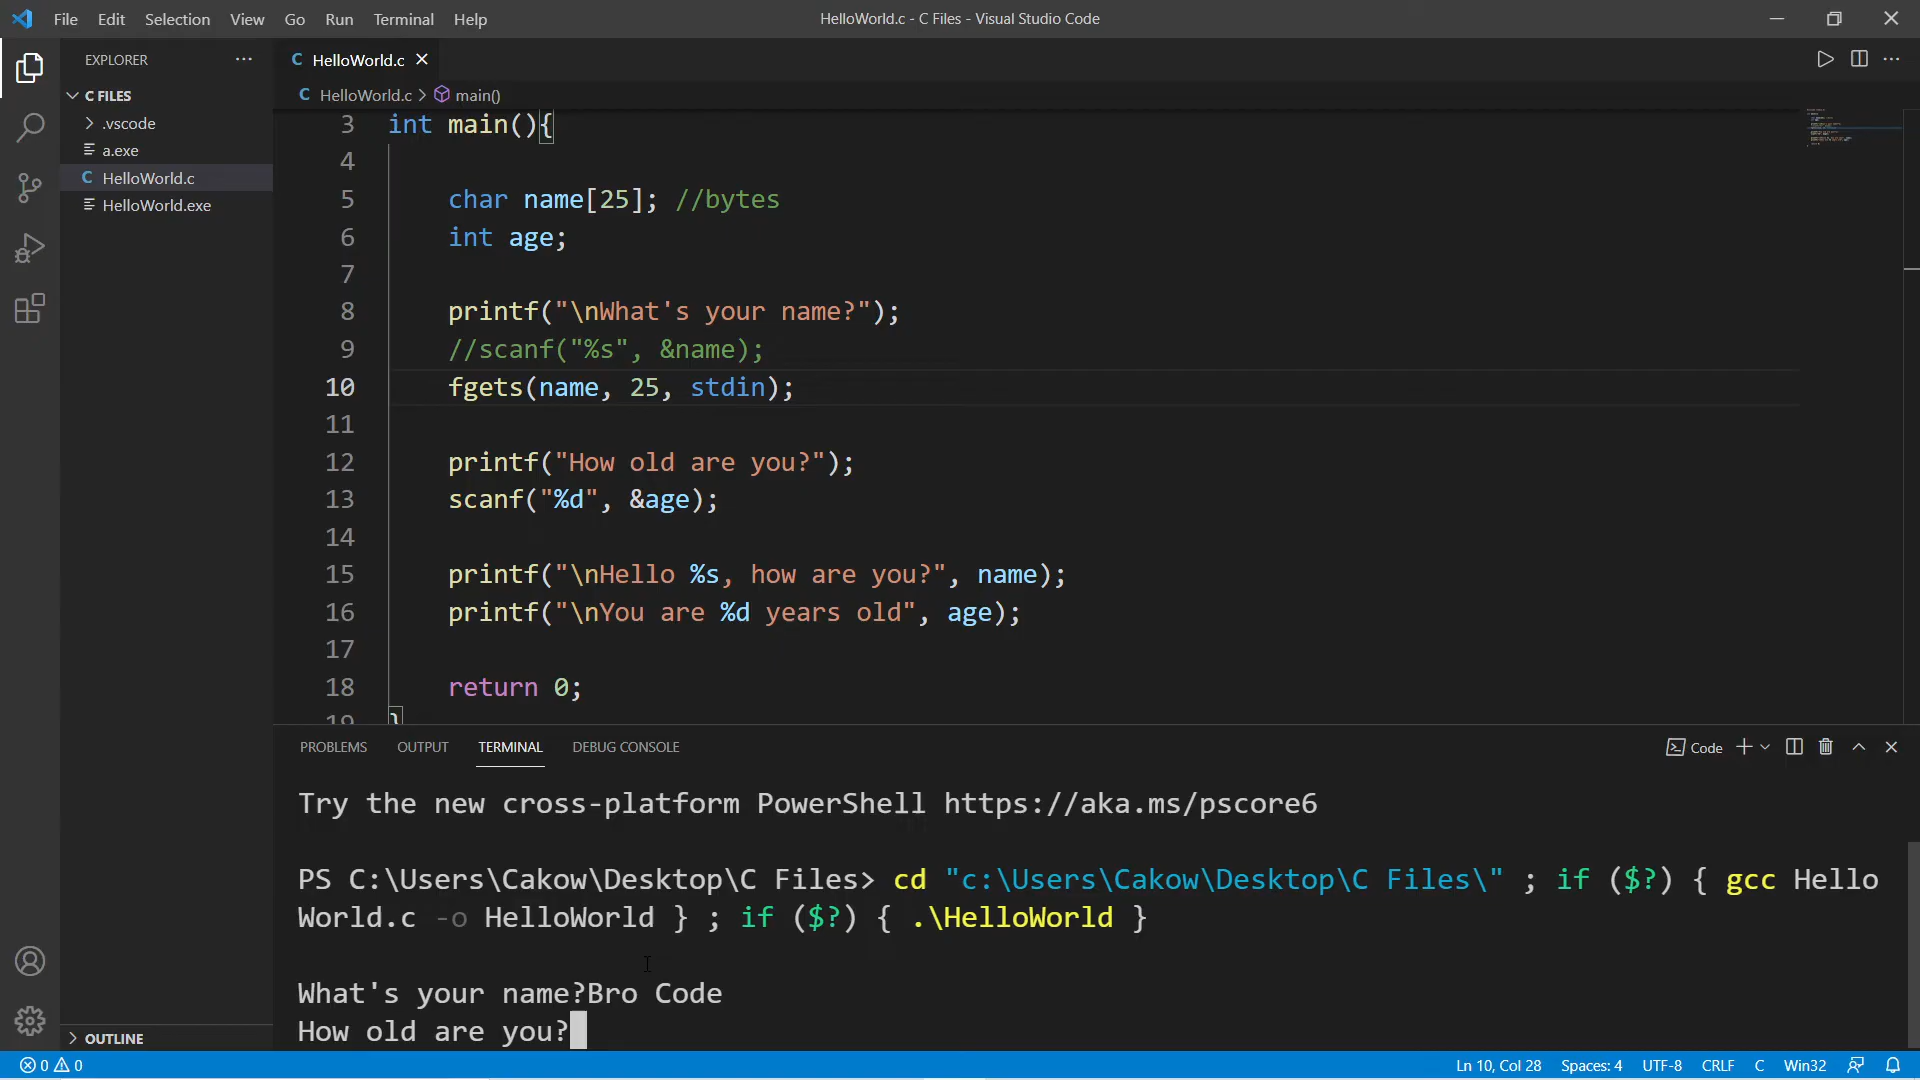 File Edit Selection View Go Run Terminal Help
HelloWorld.c - C Files - Visual Studio Code
EXPLORER
C FILES
.vscode
a.exe
C HelloWorld.c
HelloWorld.exe
OUTLINE
C HelloWorld.c
C HelloWorld.c > main()
3 int main(){
4
5 char name[25]; //bytes
6 int age;
7
8 printf("\nWhat's your name?");
9 //scanf("%s", &name);
10 fgets(name, 25, stdin);
11
12 printf("How old are you?");
13 scanf("%d", &age);
14
15 printf("\nHello %s, how are you?", name);
16 printf("\nYou are %d years old", age);
17
18 return 0;
19 }
PROBLEMS OUTPUT TERMINAL DEBUG CONSOLE
Code
Try the new cross-platform PowerShell https://aka.ms/pscore6
PS C:\Users\Cakow\Desktop\C Files> cd "c:\Users\Cakow\Desktop\C Files\" ; if ($?) { gcc Hello
World.c -o HelloWorld } ; if ($?) { .\HelloWorld }
What's your name?Bro Code
How old are you?
0 0
Ln 10, Col 28 Spaces: 4 UTF-8 CRLF C Win32